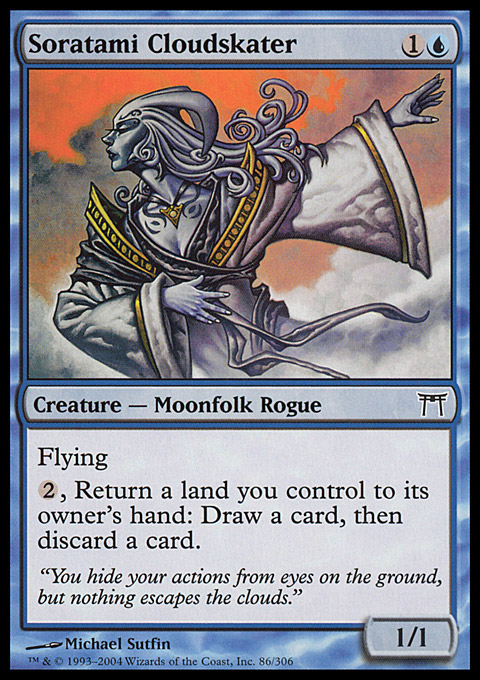 Soratami Cloudskater 1
Creature — Moonfolk Rogue
Flying
2, Return a land you control to its
owner's hand: Draw a card, then
discard a card.
"You hide your actions from eyes on the ground,
but nothing escapes the clouds."
Michael Sutfin
1/1
™ & © 1993–2004 Wizards of the Coast, Inc. 86/306